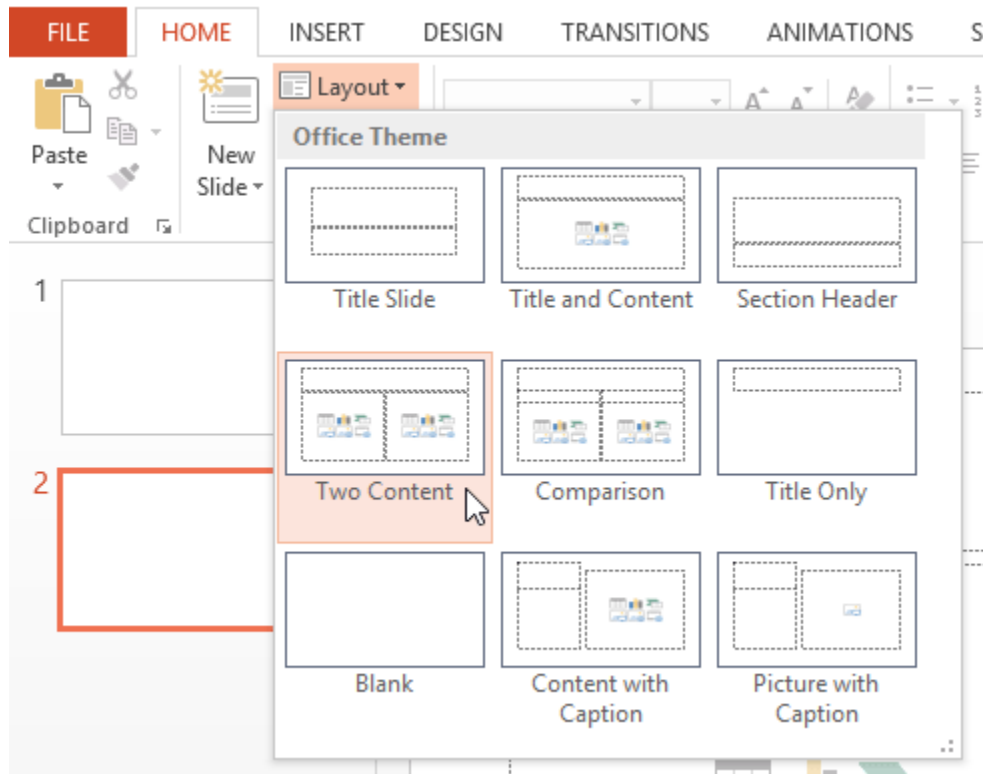 FILE HOME INSERT DESIGN TRANSITIONS ANIMATIONS S
Layout
Paste
New
Slide
Clipboard
Office Theme
Title Slide
Title and Content
Section Header
1
Two Content
Comparison
Title Only
2
Blank
Content with
Caption
Picture with
Caption